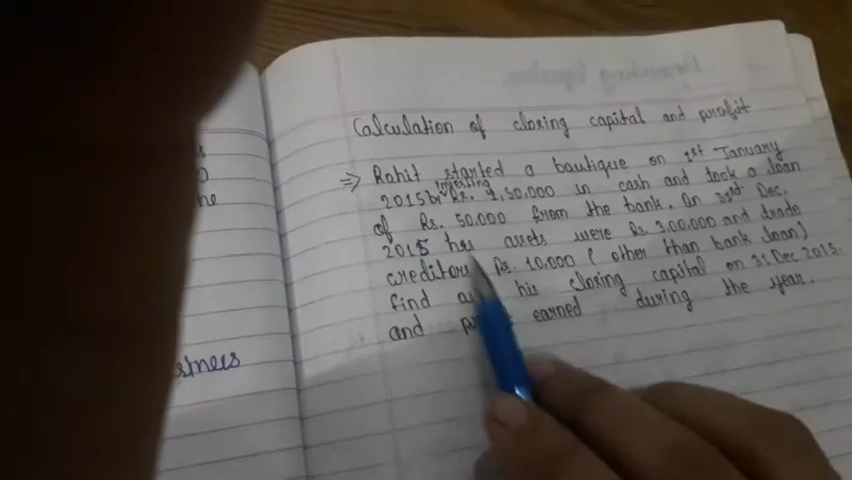 Calculation of closing capital and profit
⇒ Rohit started a boutique on 1st January
investing
2015 by Rs. 1,50,000 in cash and took a loan
of Rs. 50,000 from the bank. On 31st Dec.
2015 his assets were Rs. 3,00,000 and trade
creditors Rs. 10,000 (other than bank loan)
find his closing capital on 31 Dec 2015.
and earned during the year.